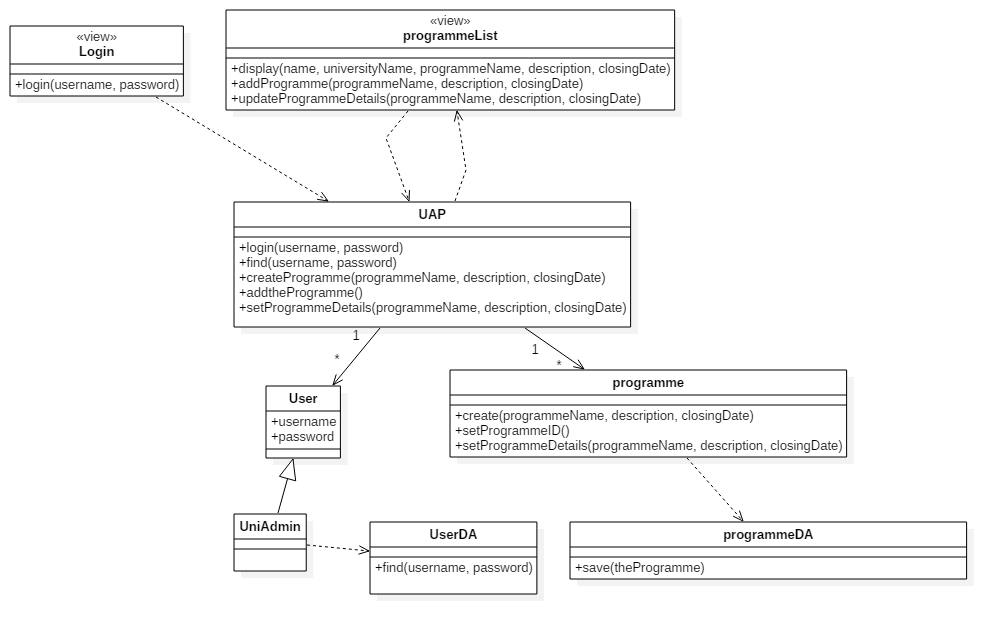 «view»
Login
+login(username, password)
«view»
programmeList
+display(name, universityName, programmeName, description, closingDate)
+addProgramme(programmeName, description, closingDate)
+updateProgrammeDetails(programmeName, description, closingDate)
UAP
+login(username, password)
+find(username, password)
+createProgramme(programmeName, description, closingDate)
+addtheProgramme()
+setProgrammeDetails(programmeName, description, closingDate)
1
*
1
*
User
+username
+password
programme
+create(programmeName, description, closingDate)
+setProgrammeID()
+setProgrammeDetails(programmeName, description, closingDate)
UniAdmin
UserDA
+find(username, password)
programmeDA
+save(theProgramme)